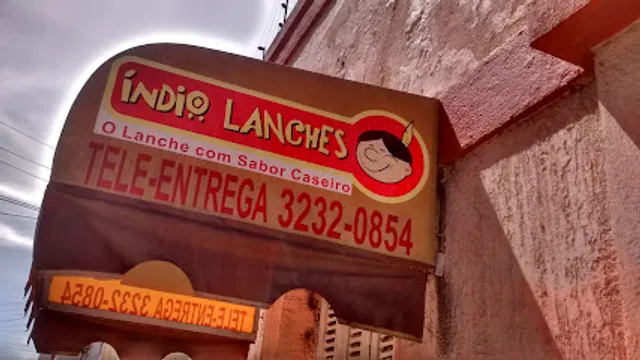 ÍNDIO LANCHES
O Lanche com Sabor Caseiro
TELE-ENTREGA 3232-0854
TELE-ENTREGA 3232-0854